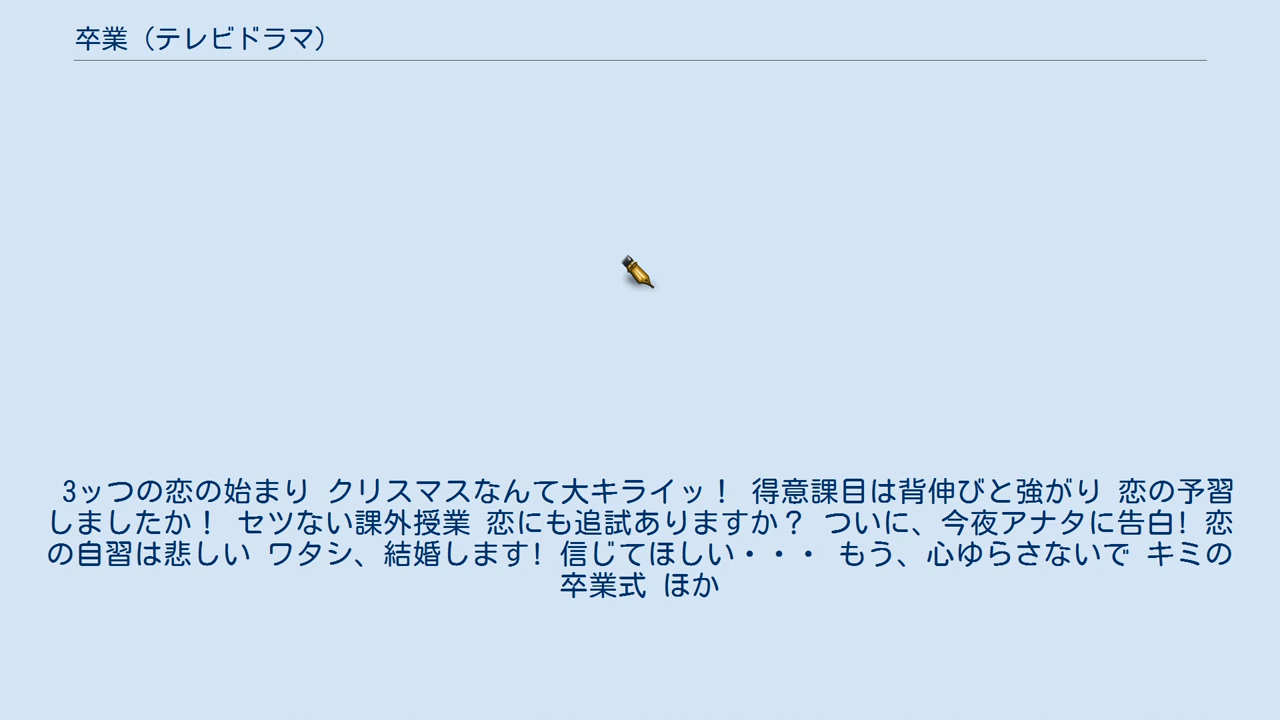 卒業（テレビドラマ）
3ッつの恋の始まり クリスマスなんて大キライッ！ 得意課目は背伸びと強がり 恋の予習
しましたか！ セツない課外授業 恋にも追試ありますか？ ついに、今夜アナタに告白! 恋
の自習は悲しい ワタシ、結婚します! 信じてほしい・・・ もう、心ゆらさないで キミの
卒業式 ほか